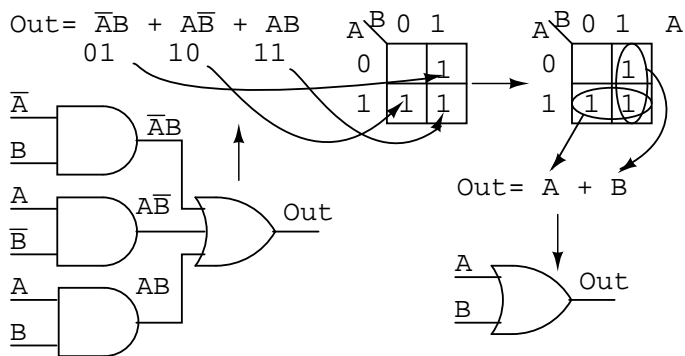 Out= A̅B + AB̅ + AB
01 10 11
A B 0 1
0 1
1 1 1
A B 0 1 A
0 1
1 1 1
Out= A + B
A̅
B
A̅B
A
B̅
AB̅
A
B
AB
Out
A
B
Out